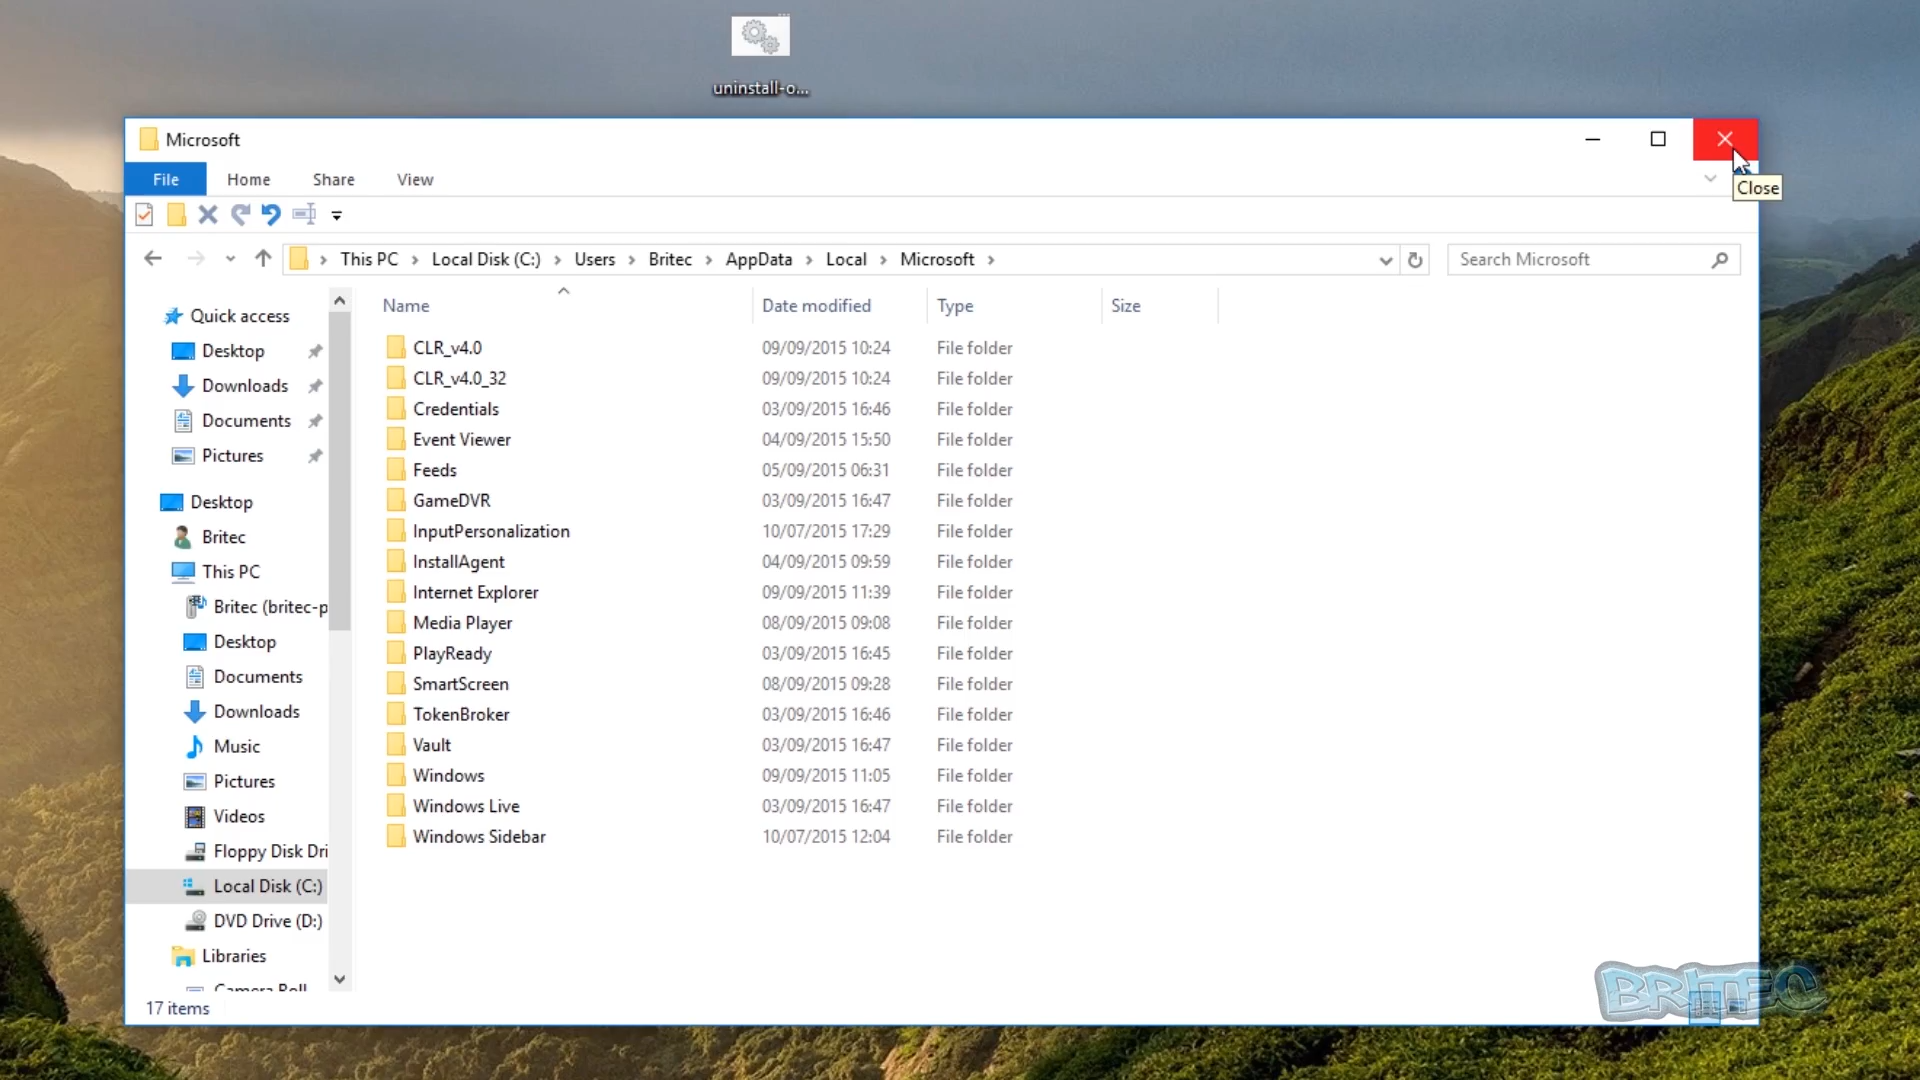 uninstall-o...
Microsoft
File Home Share View
Close
This PC Local Disk (C:) Users Britec AppData Local Microsoft
Search Microsoft
Name Date modified Type Size
Quick access
Desktop
Downloads
Documents
Pictures
Desktop
Britec
This PC
Britec (britec-p
Desktop
Documents
Downloads
Music
Pictures
Videos
Floppy Disk Dri
Local Disk (C:)
DVD Drive (D:)
Libraries
Camera Roll
CLR_v4.0 09/09/2015 10:24 File folder
CLR_v4.0_32 09/09/2015 10:24 File folder
Credentials 03/09/2015 16:46 File folder
Event Viewer 04/09/2015 15:50 File folder
Feeds 05/09/2015 06:31 File folder
GameDVR 03/09/2015 16:47 File folder
InputPersonalization 10/07/2015 17:29 File folder
InstallAgent 04/09/2015 09:59 File folder
Internet Explorer 09/09/2015 11:39 File folder
Media Player 08/09/2015 09:08 File folder
PlayReady 03/09/2015 16:45 File folder
SmartScreen 08/09/2015 09:28 File folder
TokenBroker 03/09/2015 16:46 File folder
Vault 03/09/2015 16:47 File folder
Windows 09/09/2015 11:05 File folder
Windows Live 03/09/2015 16:47 File folder
Windows Sidebar 10/07/2015 12:04 File folder
17 items
BRITEC